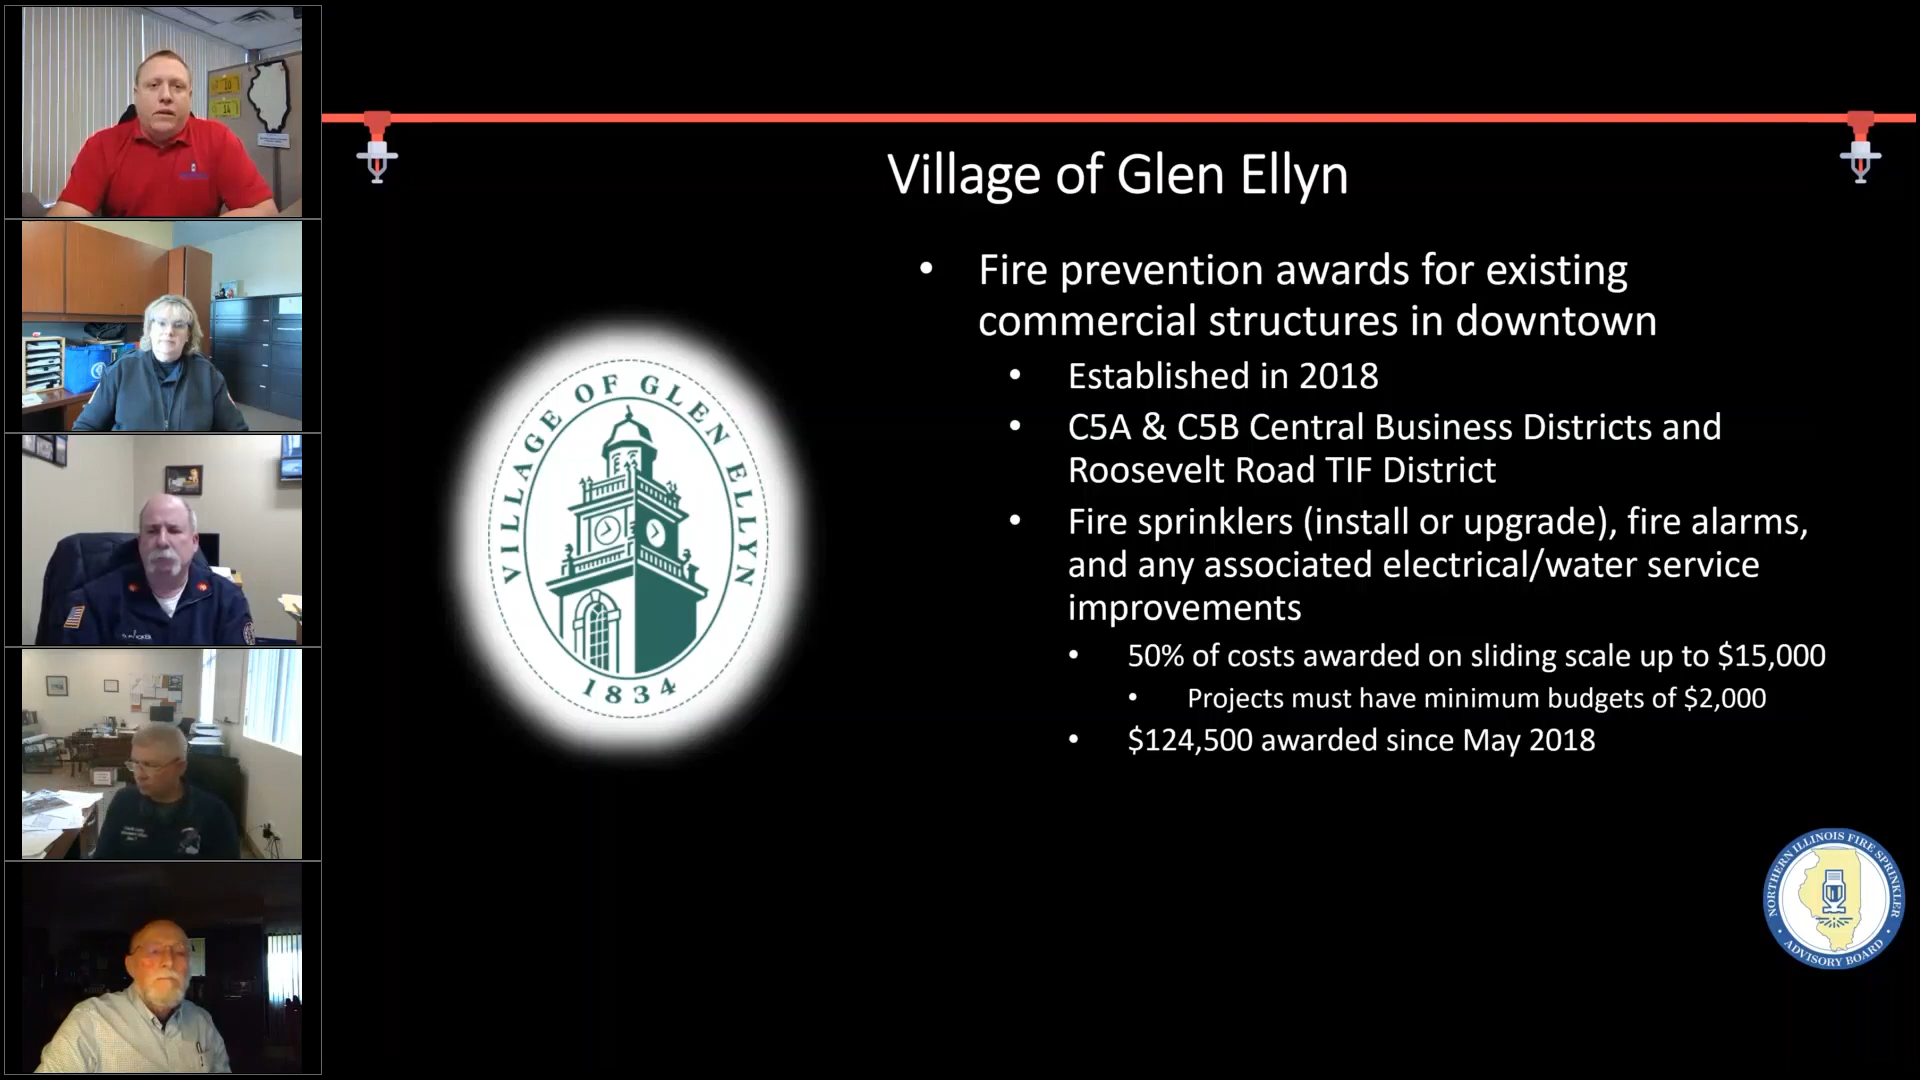 Village of Glen Ellyn
• Fire prevention awards for existing
commercial structures in downtown
• Established in 2018
• C5A & C5B Central Business Districts and
Roosevelt Road TIF District
• Fire sprinklers (install or upgrade), fire alarms,
and any associated electrical/water service
improvements
• 50% of costs awarded on sliding scale up to $15,000
• Projects must have minimum budgets of $2,000
• $124,500 awarded since May 2018
VILLAGE OF GLEN ELLYN
1834
NORTHERN ILLINOIS FIRE SPRINKLER
• ADVISORY BOARD •
10
14